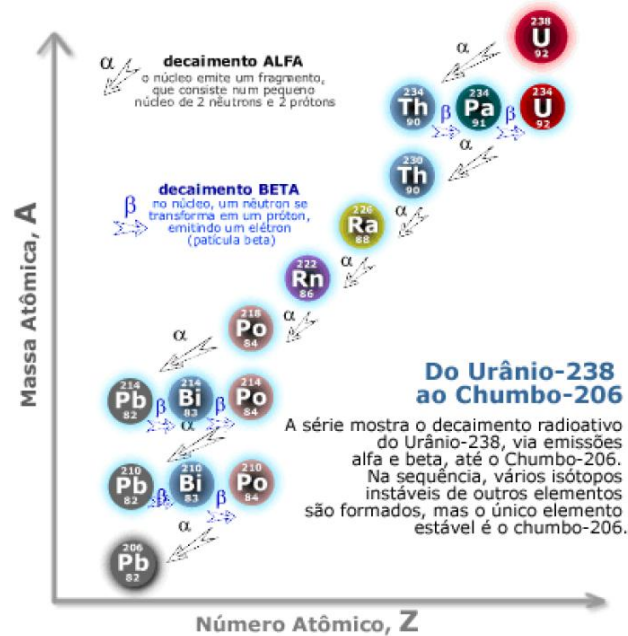 238
U
92
α
α decaimento ALFA
o núcleo emite um fragmento,
que consiste num pequeno
núcleo de 2 nêutrons e 2 prótons
234 234 234
Th Pa U
90 91 92
β β
α
230
Th
90
decaimento BETA
β no núcleo, um nêutron se
transforma em um próton,
emitindo um elétron
(patícula beta)
α
226
Ra
88
α
222
Rn
86
α
218
Po
84
α
214 214 214
Pb Bi Po
82 83 84
β β
α
210 210 210
Pb Bi Po
82 83 84
β β
α
206
Pb
82
Do Urânio-238
ao Chumbo-206
A série mostra o decaimento radioativo
do Urânio-238, via emissões
alfa e beta, até o Chumbo-206.
Na sequência, vários isótopos
instáveis de outros elementos
são formados, mas o único elemento
estável é o chumbo-206.
Massa Atômica, A
Número Atômico, Z